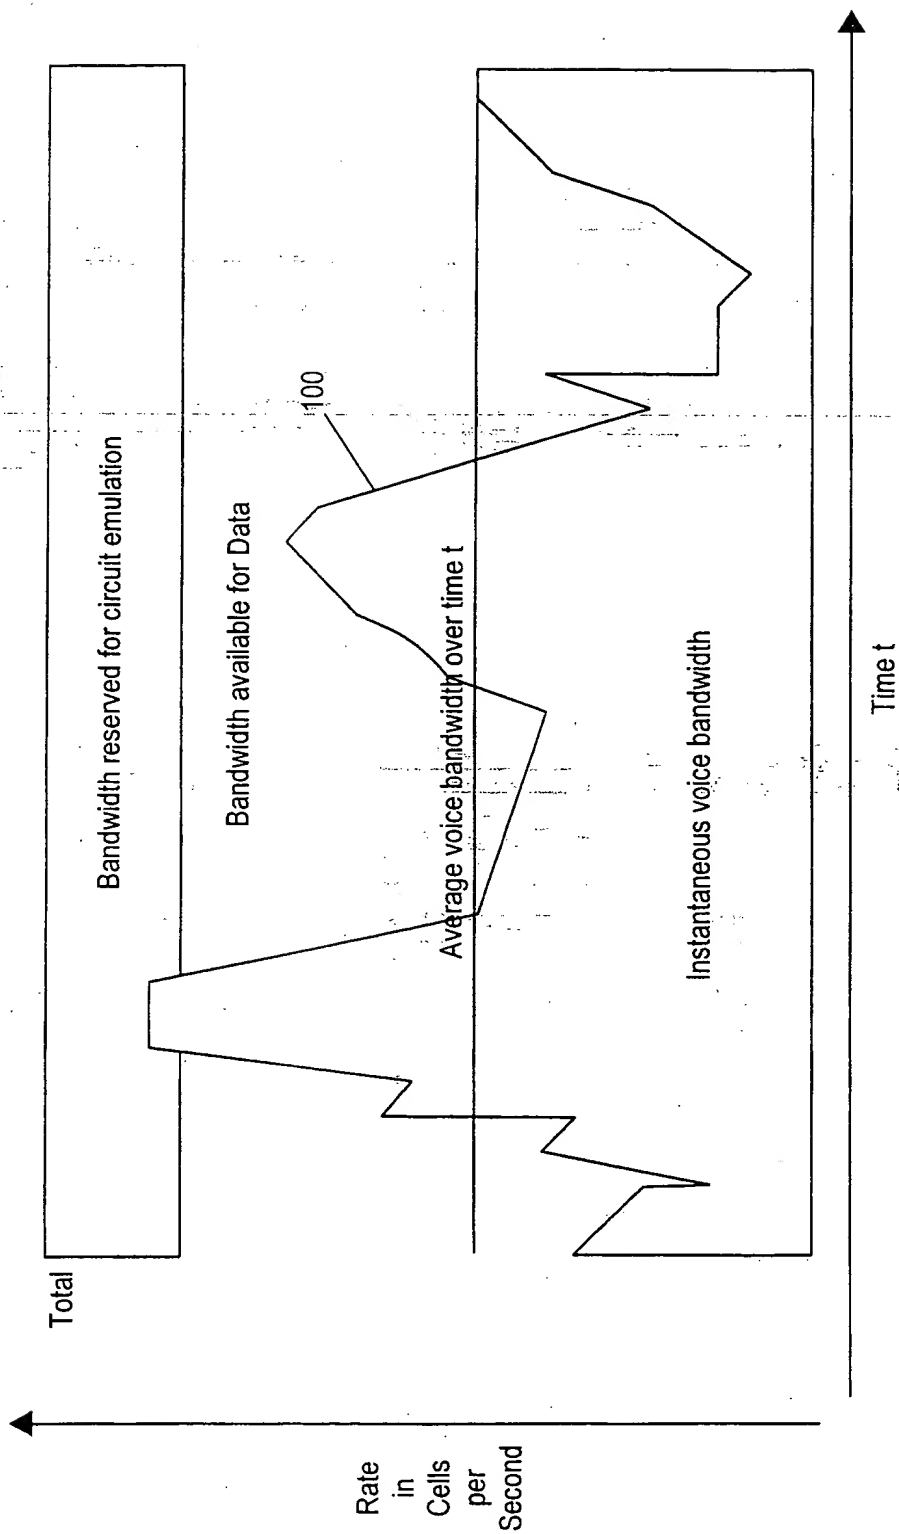 Total
Bandwidth reserved for circuit emulation
Bandwidth available for Data
100
Average voice bandwidth over time t
Instantaneous voice bandwidth
Rate
in
Cells
per
Second
Time t